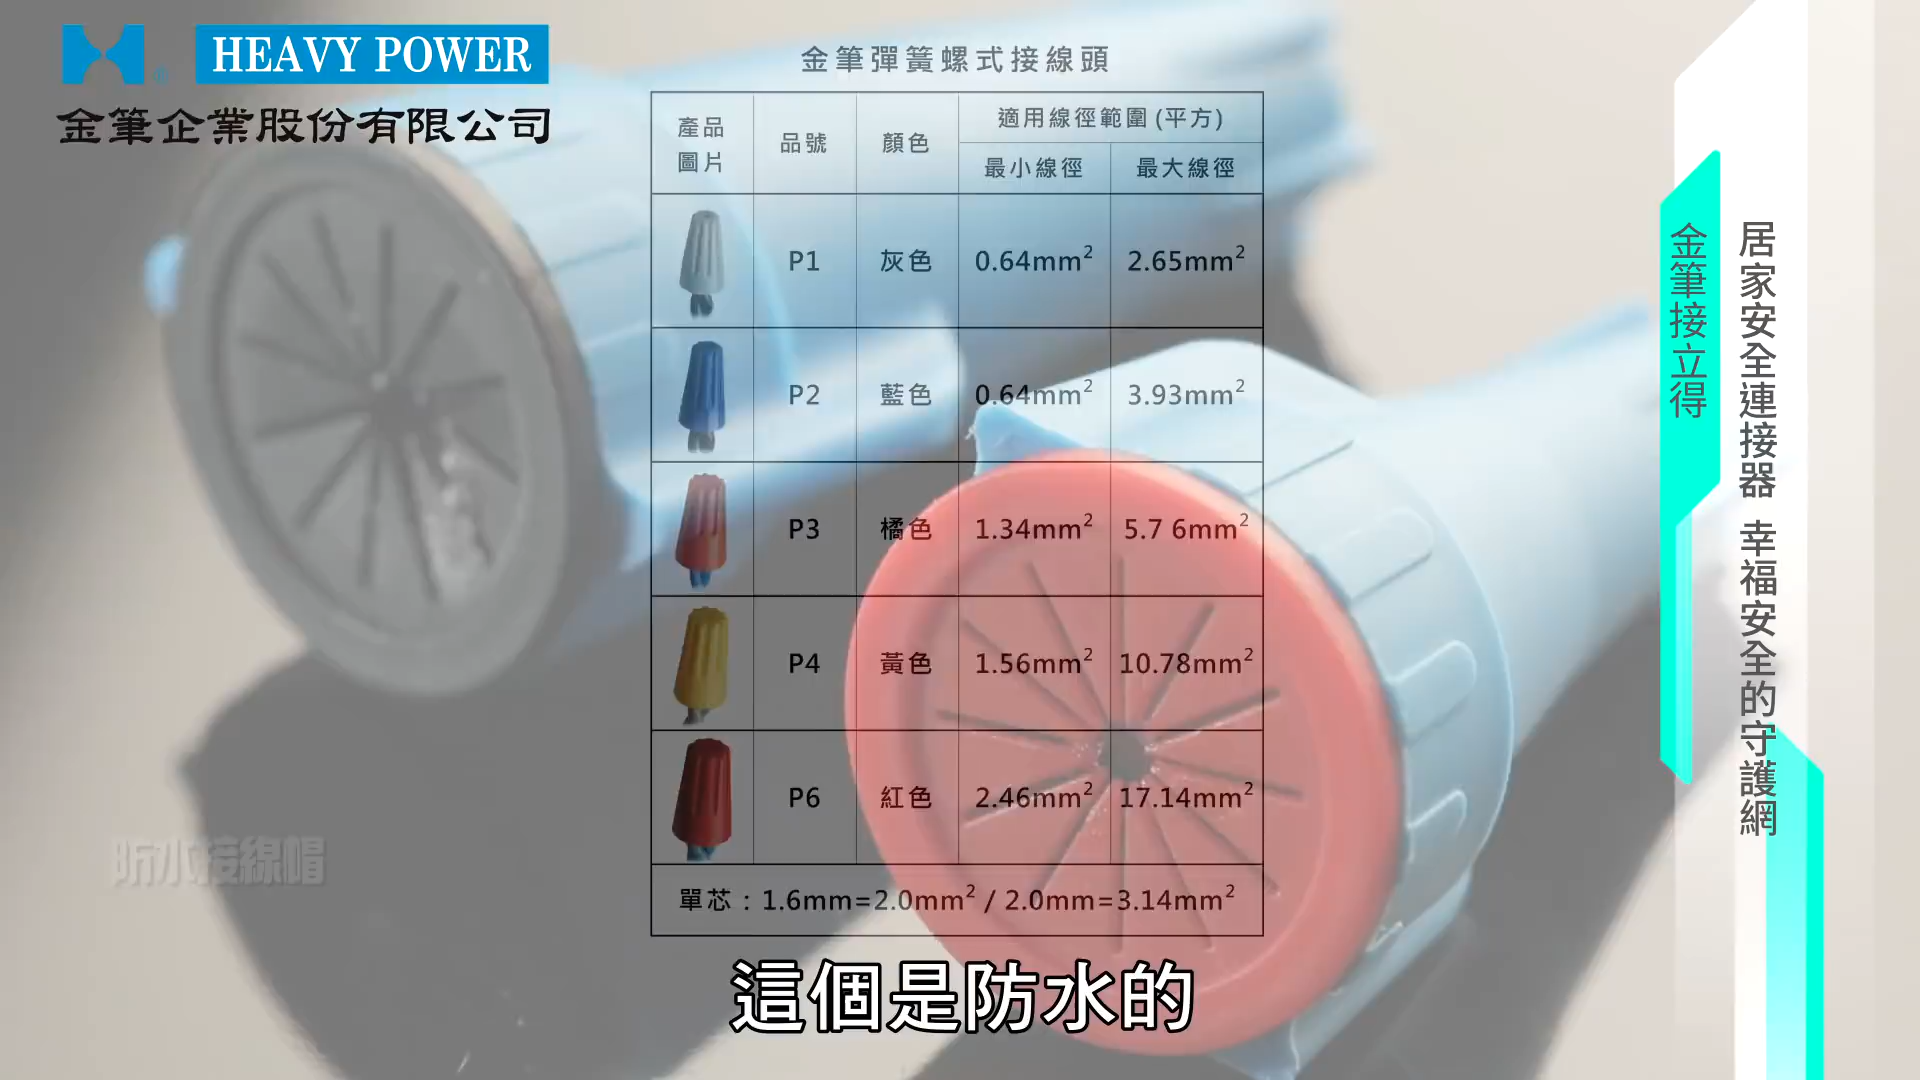 HEAVY POWER
金筆企業股份有限公司
金筆彈簧螺式接線頭
產品圖片 品號 顏色 適用線徑範圍(平方)
最小線徑 最大線徑
P1 灰色 0.64mm² 2.65mm²
P2 藍色 0.64mm² 3.93mm²
P3 橘色 1.34mm² 5.7 6mm²
P4 黃色 1.56mm² 10.78mm²
P6 紅色 2.46mm² 17.14mm²
單芯：1.6mm=2.0mm² / 2.0mm=3.14mm²
居家安全連接器 幸福安全的守護網
金筆接立得
防水接線帽
這個是防水的